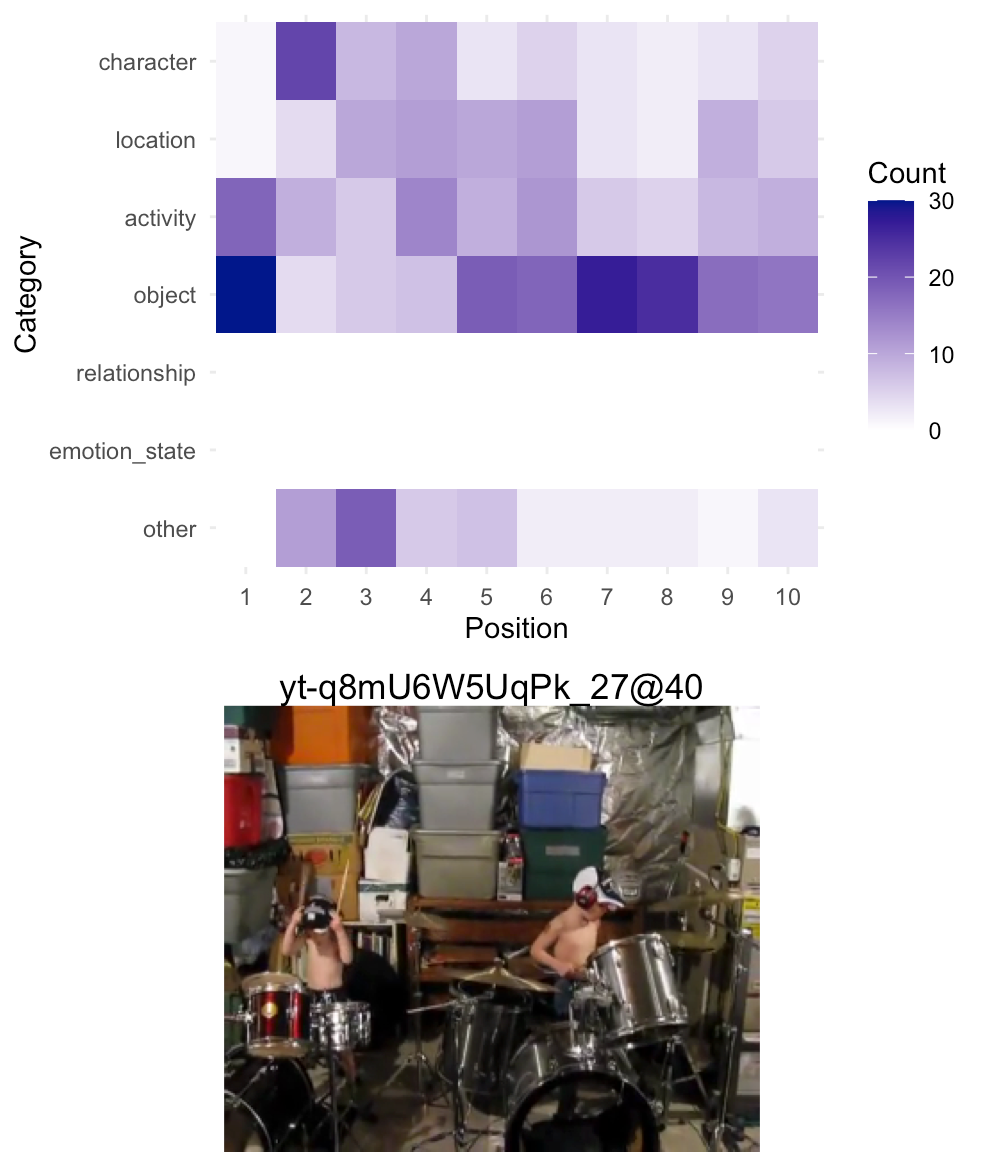 character
location
activity
object
relationship
emotion_state
other
Category
1 2 3 4 5 6 7 8 9 10
Position
Count
30
20
10
0
yt-q8mU6W5UqPk_27@40